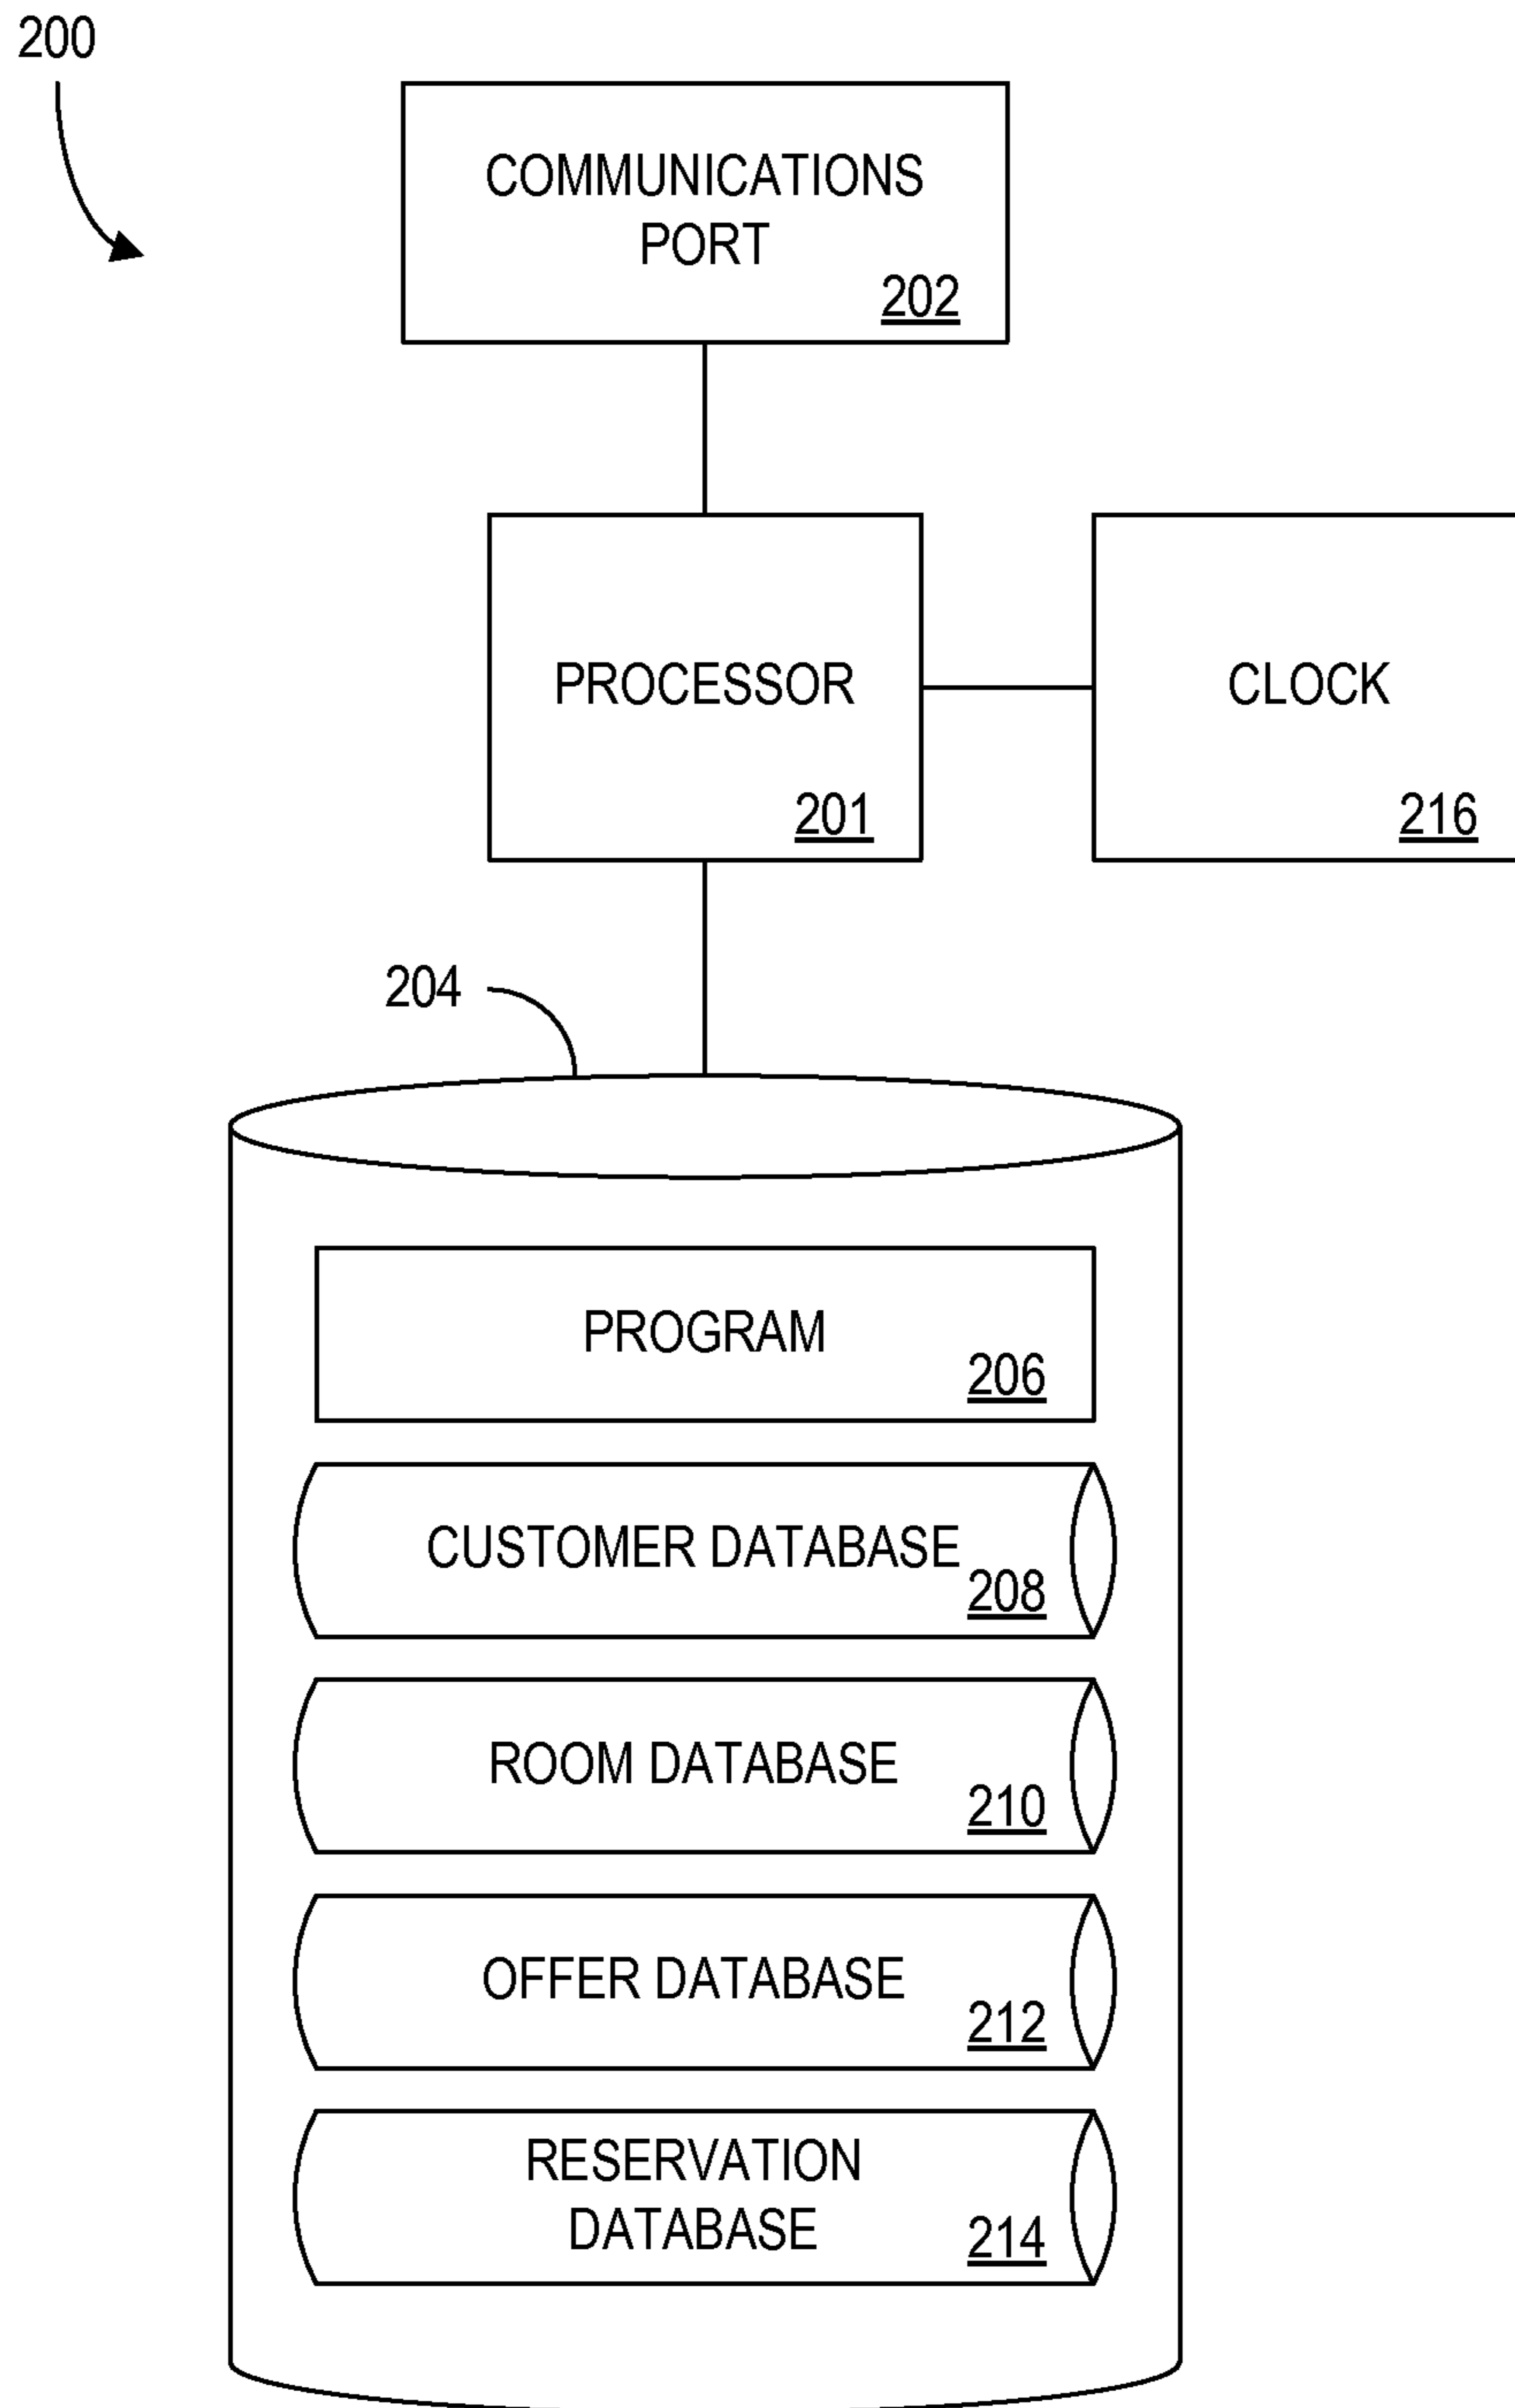 200
COMMUNICATIONS
PORT
202
PROCESSOR
201
CLOCK
216
204
PROGRAM
206
CUSTOMER DATABASE
208
ROOM DATABASE
210
OFFER DATABASE
212
RESERVATION
DATABASE
214